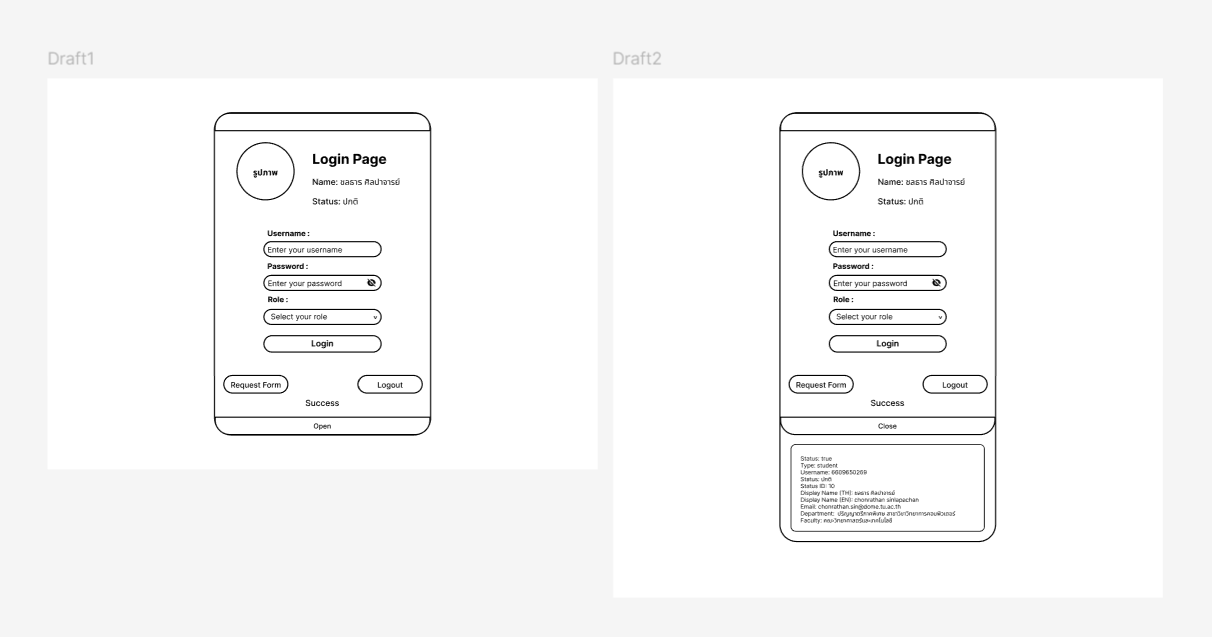 Draft1
รูปภาพ
Login Page
Name: ชลธาร ศิลปาจารย์
Status: ปกติ
Username :
Enter your username
Password :
Enter your password
Role :
Select your role
Login
Request Form
Logout
Success
Open
Draft2
รูปภาพ
Login Page
Name: ชลธาร ศิลปาจารย์
Status: ปกติ
Username :
Enter your username
Password :
Enter your password
Role :
Select your role
Login
Request Form
Logout
Success
Close
Status: true
Type: student
Username: 6609650269
Status: ปกติ
Status ID: 10
Display Name (TH): ชลธาร ศิลปาจารย์
Display Name (EN): chonrathan sinlapachan
Email: chonrathan.sin@dome.tu.ac.th
Department: ปริญญาตรีภาคพิเศษ สาขาวิชาวิทยาการคอมพิวเตอร์
Faculty: คณะวิทยาศาสตร์และเทคโนโลยี